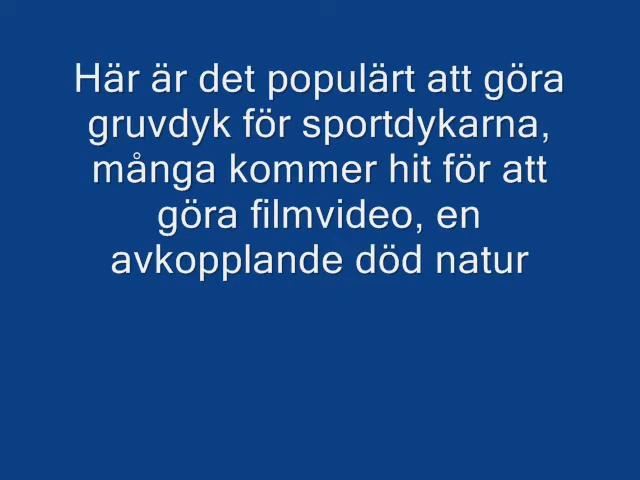 Här är det populärt att göra
gruvdyk för sportdykarna,
många kommer hit för att
göra filmvideo, en
avkopplande död natur